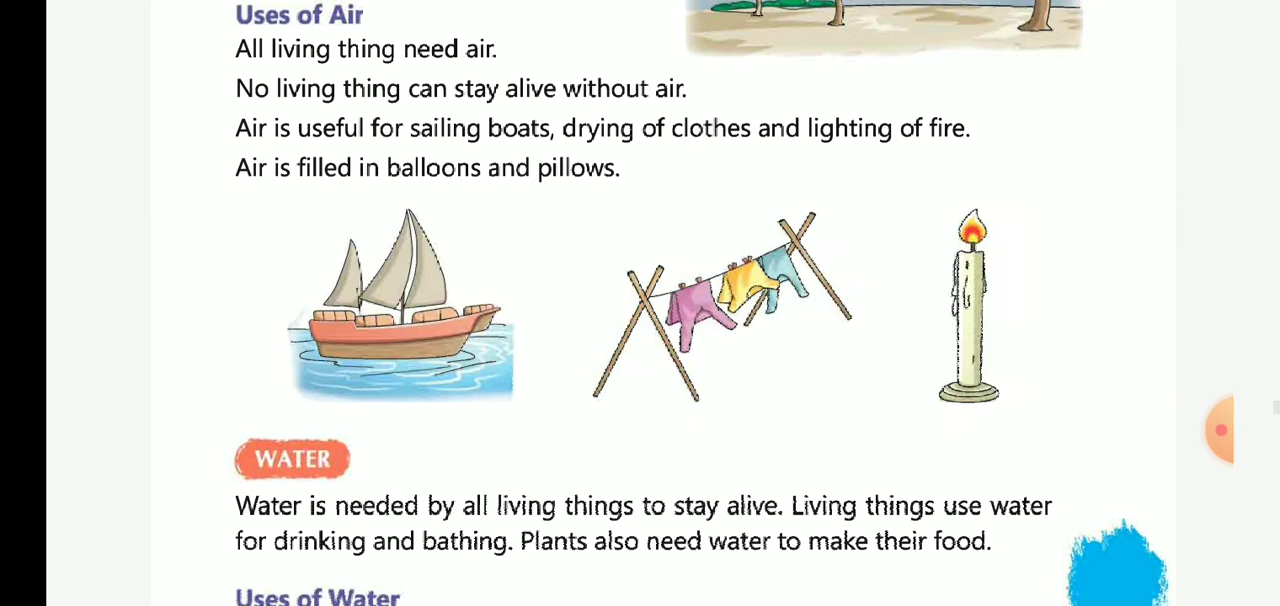 Uses of Air
All living thing need air.
No living thing can stay alive without air.
Air is useful for sailing boats, drying of clothes and lighting of fire.
Air is filled in balloons and pillows.
WATER
Water is needed by all living things to stay alive. Living things use water
for drinking and bathing. Plants also need water to make their food.
Uses of Water